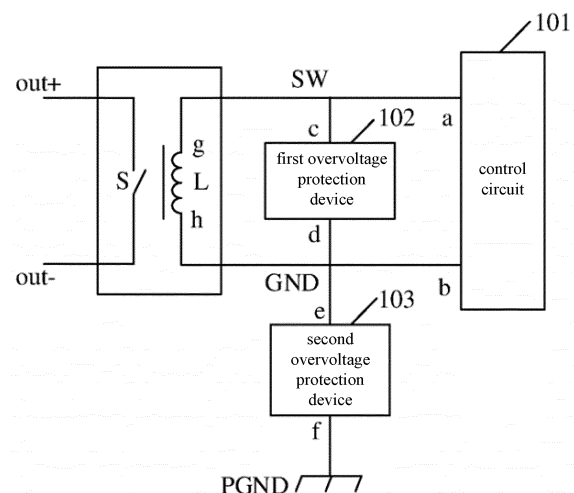 101
out+
SW
102
c
a
g
first overvoltage
protection
device
control
circuit
S
L
h
d
out-
GND
b
e
103
second
overvoltage
protection
device
f
PGND